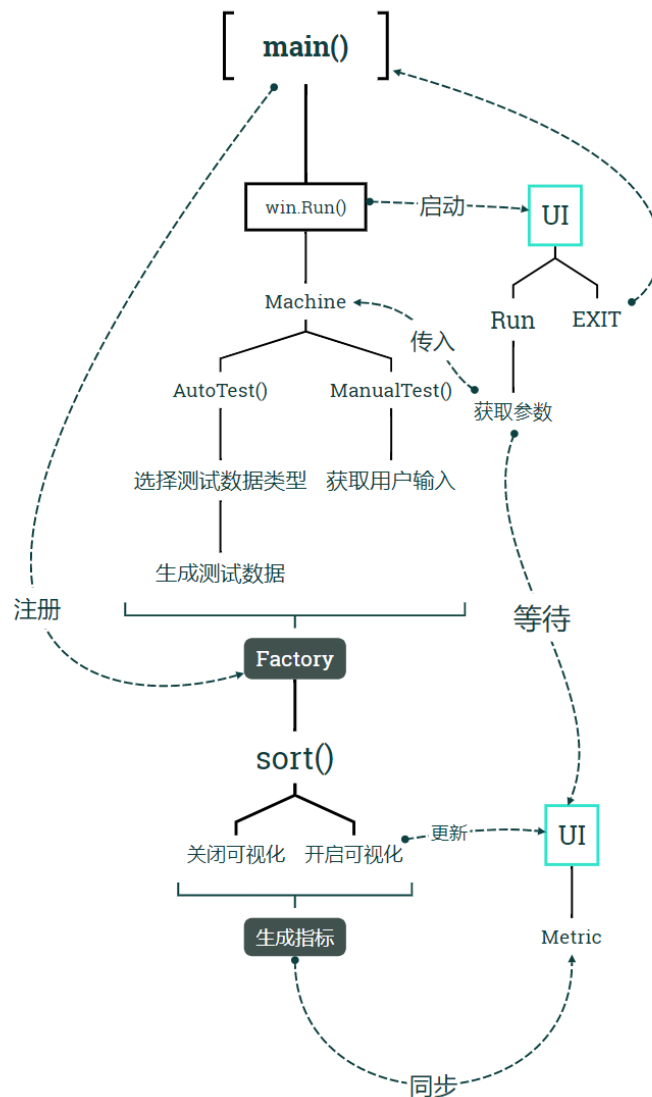 main()
win.Run()
启动
UI
Machine
Run
EXIT
传入
AutoTest()
ManualTest()
获取参数
选择测试数据类型
获取用户输入
生成测试数据
注册
等待
Factory
sort()
关闭可视化
开启可视化
更新
UI
生成指标
Metric
同步